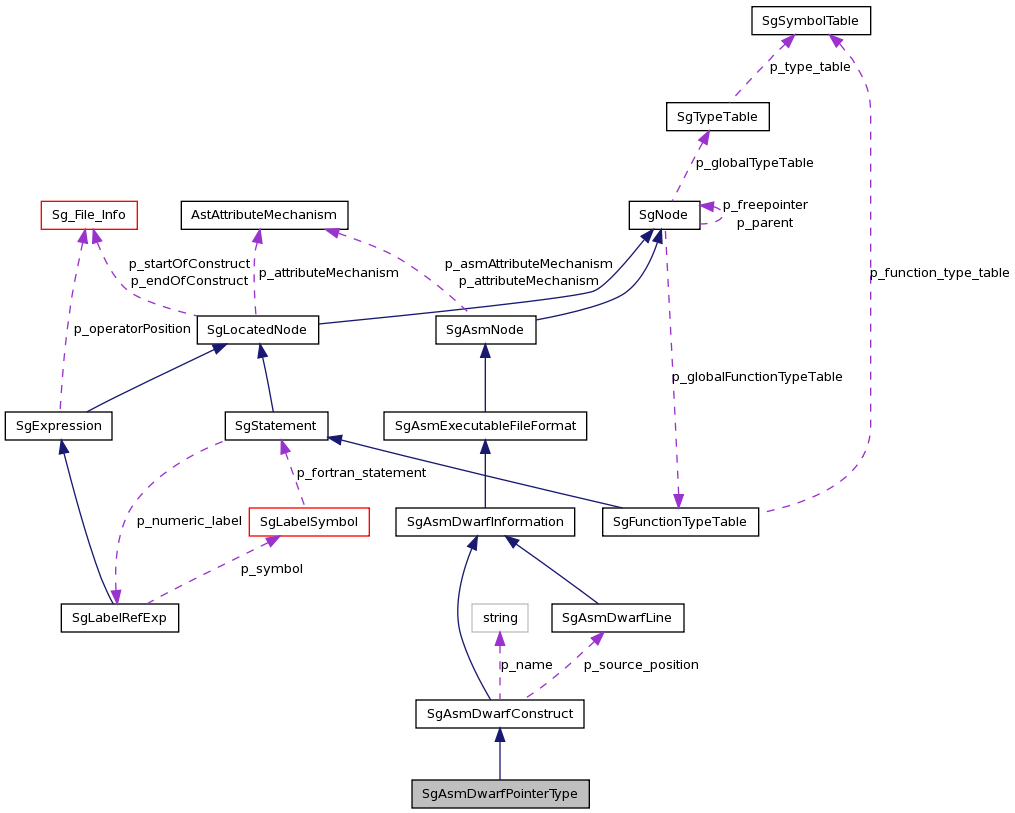 SgSymbolTable
p_type_table
SgTypeTable
p_globalTypeTable
Sg_File_Info
AstAttributeMechanism
SgNode
p_freepointer
p_parent
p_startOfConstruct
p_endOfConstruct
p_attributeMechanism
p_asmAttributeMechanism
p_attributeMechanism
p_function_type_table
p_operatorPosition
SgLocatedNode
SgAsmNode
p_globalFunctionTypeTable
SgExpression
SgStatement
SgAsmExecutableFileFormat
p_fortran_statement
p_numeric_label
SgLabelSymbol
SgAsmDwarfInformation
SgFunctionTypeTable
p_symbol
SgLabelRefExp
string
SgAsmDwarfLine
p_name
p_source_position
SgAsmDwarfConstruct
SgAsmDwarfPointerType